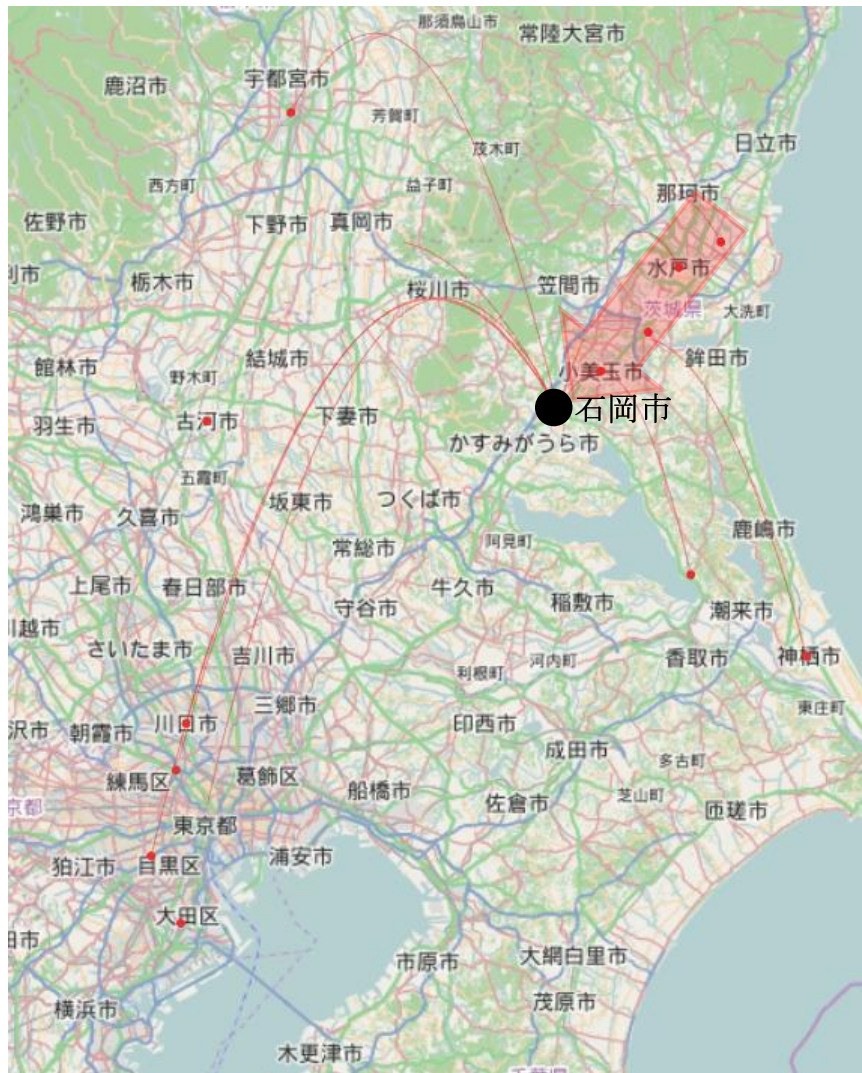 那須烏山市
常陸大宮市
鹿沼市
宇都宮市
芳賀町
茂木町
日立市
西方町
益子町
那珂市
佐野市
下野市
真岡市
水戸市
栃木市
桜川市
笠間市
茨城県
大洗町
館林市
野木町
結城市
小美玉市
鉾田市
羽生市
古河市
下妻市
石岡市
かすみがうら市
五霞町
鴻巣市
久喜市
坂東市
つくば市
常総市
阿見町
鹿嶋市
上尾市
春日部市
守谷市
牛久市
稲敷市
潮来市
川越市
さいたま市
吉川市
利根町
河内町
香取市
神栖市
朝霞市
川口市
三郷市
印西市
成田市
東庄町
多古町
練馬区
葛飾区
船橋市
佐倉市
芝山町
匝瑳市
京都
東京都
狛江市
目黒区
浦安市
大田区
市原市
大網白里市
横浜市
茂原市
木更津市